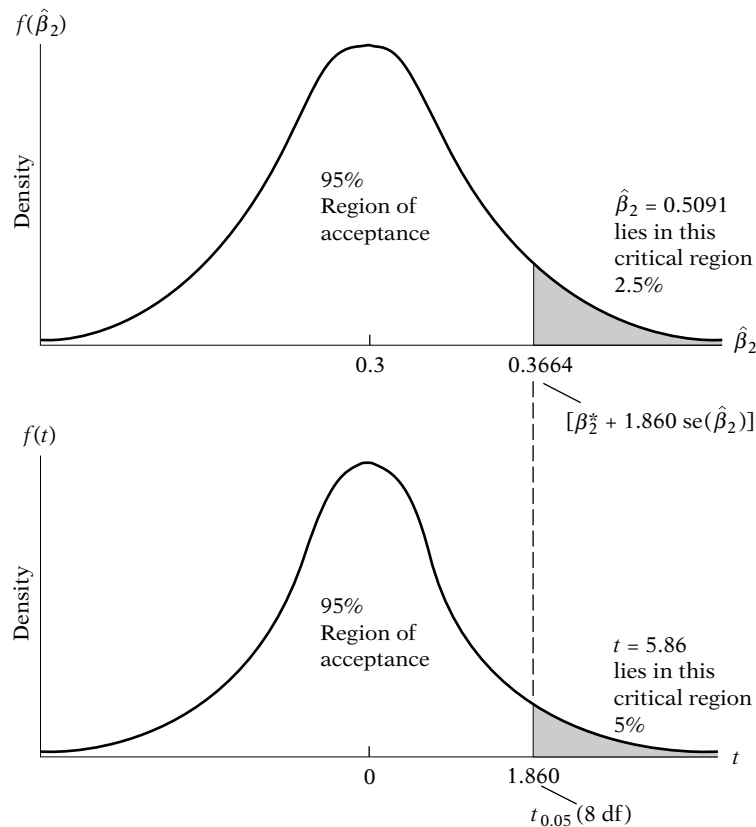 f(β̂₂)
Density
95%
Region of
acceptance
β̂₂ = 0.5091
lies in this
critical region
2.5%
β̂₂
0.3
0.3664
[β₂* + 1.860 se(β̂₂)]
f(t)
Density
95%
Region of
acceptance
t = 5.86
lies in this
critical region
5%
t
0
1.860
t₀.₀₅ (8 df)